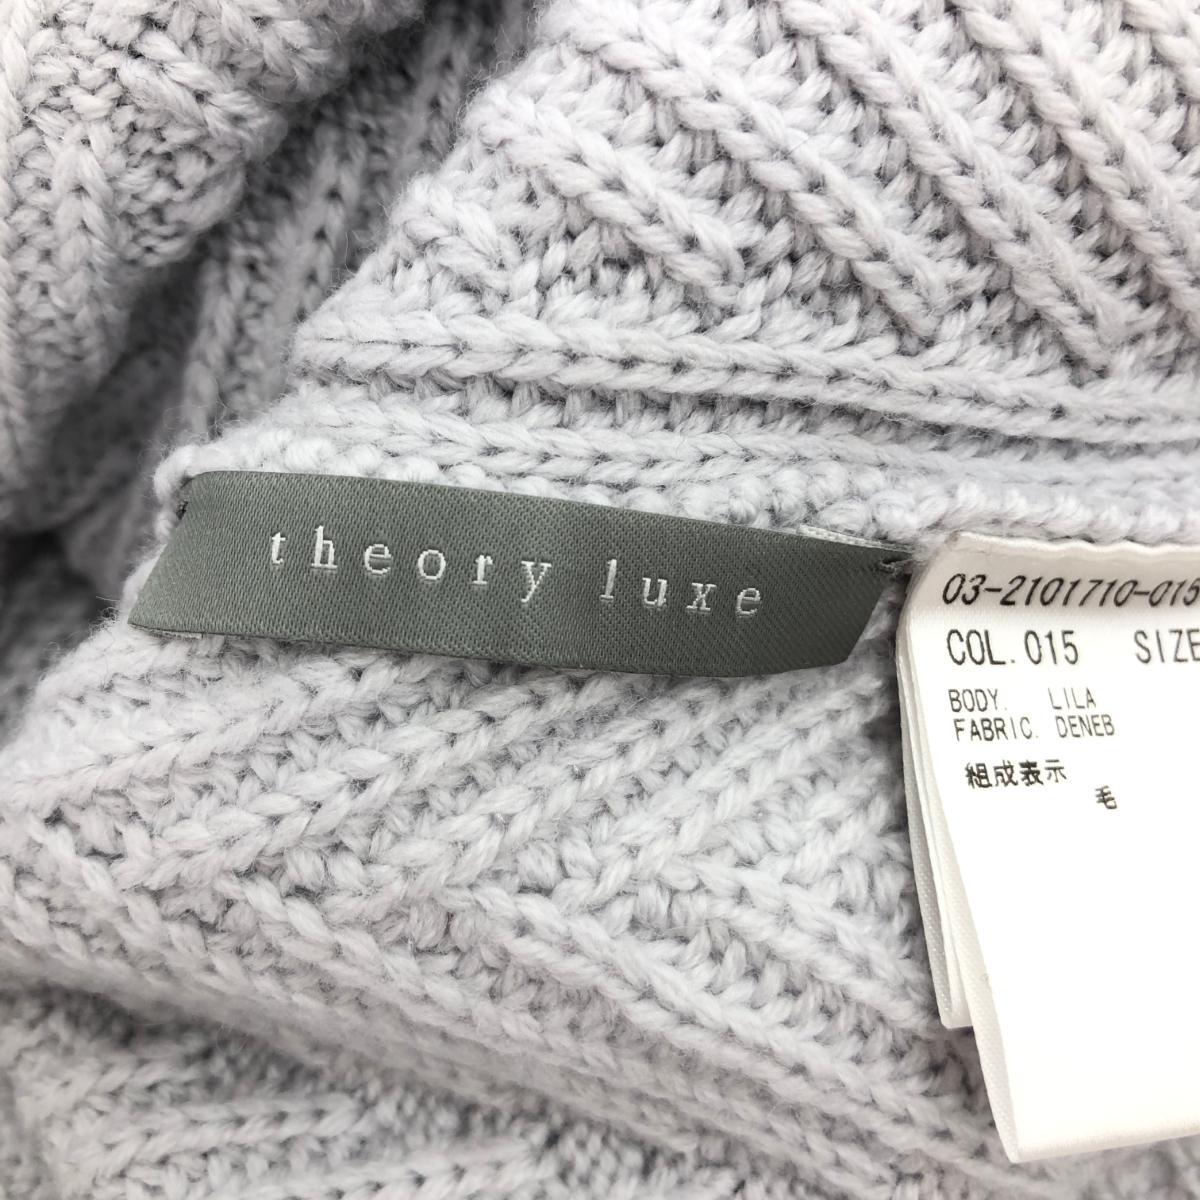 theory luxe
03-2101710-015
COL. 015 SIZE
BODY. LILA
FABRIC. DENEB
組成表示
毛